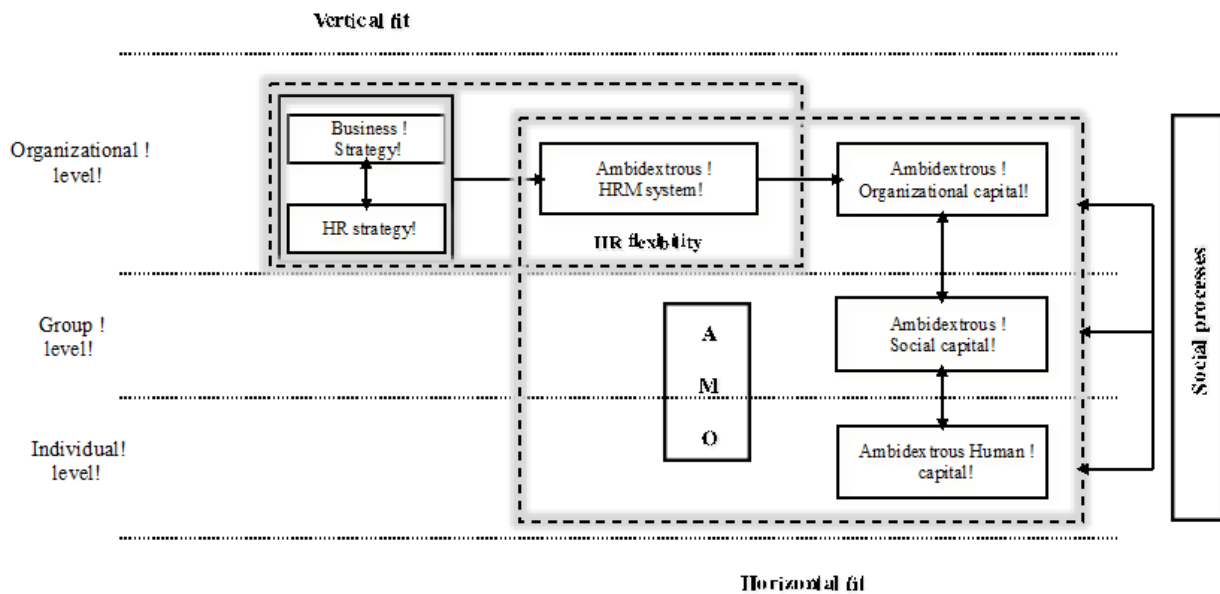 Vertical fit
Organizational !
level!
Business !
Strategy!
HR strategy!
Ambidextrous !
HRM system!
Ambidextrous !
Organizational capital!
HR flexibility
Group !
level!
A
M
O
Ambidextrous !
Social capital!
Individual!
level!
Ambidextrous Human !
capital!
Social processes
Horizontal fit